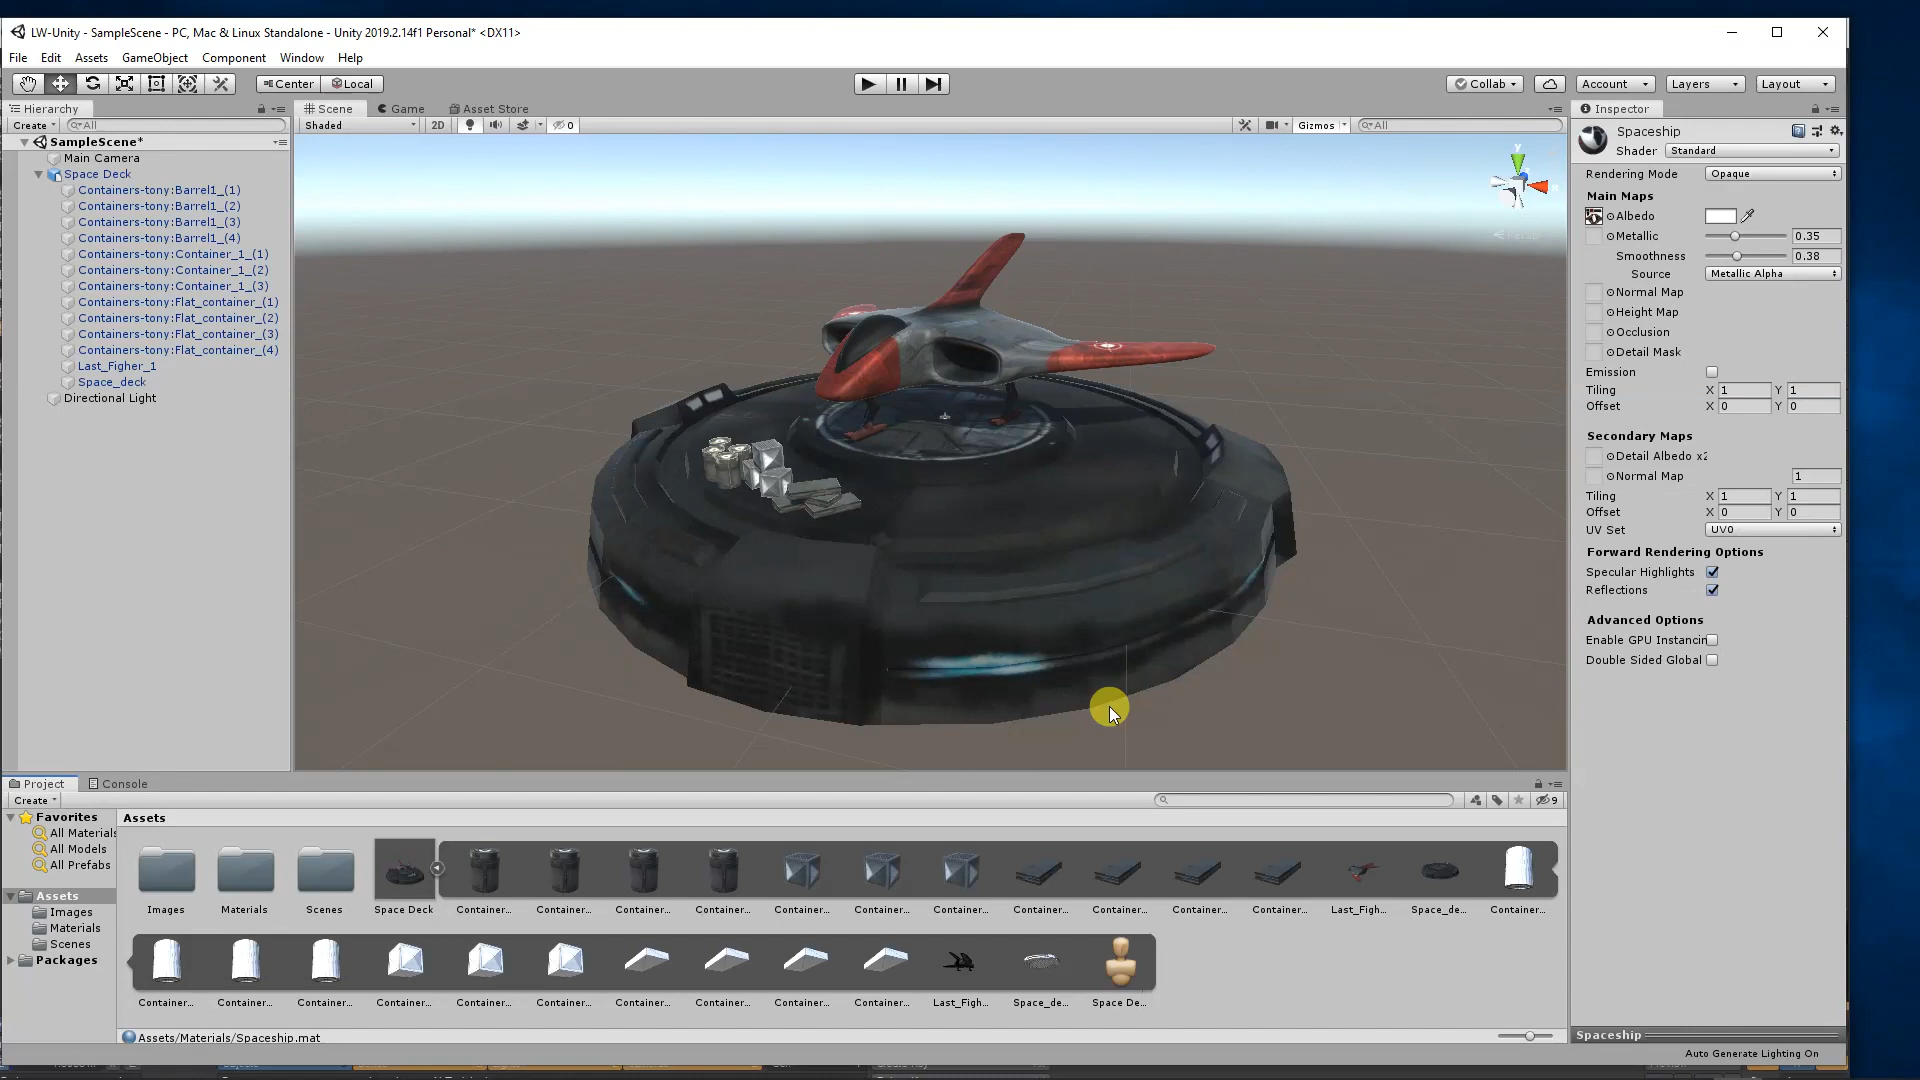 LW-Unity - SampleScene - PC, Mac & Linux Standalone - Unity 2019.2.14f1 Personal* <DX11>
File Edit Assets GameObject Component Window Help
Center Local Collab Account Layers Layout
Hierarchy
Create All
SampleScene*
Main Camera
Space Deck
Containers-tony:Barrel1_(1)
Containers-tony:Barrel1_(2)
Containers-tony:Barrel1_(3)
Containers-tony:Barrel1_(4)
Containers-tony:Container_1_(1)
Containers-tony:Container_1_(2)
Containers-tony:Container_1_(3)
Containers-tony:Flat_container_(1)
Containers-tony:Flat_container_(2)
Containers-tony:Flat_container_(3)
Containers-tony:Flat_container_(4)
Last_Figher_1
Space_deck
Directional Light
Scene Game Asset Store
Shaded 2D 0 Gizmos All
y
Inspector
Spaceship
Shader Standard
Rendering Mode Opaque
Main Maps
Albedo
Metallic 0.35
Smoothness 0.38
Source Metallic Alpha
Normal Map
Height Map
Occlusion
Detail Mask
Emission
Tiling X 1 Y 1
Offset X 0 Y 0
Secondary Maps
Detail Albedo x2
Normal Map 1
Tiling X 1 Y 1
Offset X 0 Y 0
UV Set UV0
Forward Rendering Options
Specular Highlights
Reflections
Advanced Options
Enable GPU Instancin
Double Sided Global
Project Console
Create 9
Favorites
All Materials
All Models
All Prefabs
Assets
Images
Materials
Scenes
Packages
Assets
Images Materials Scenes Space Deck Container... Container... Container... Container... Container... Container... Container... Container... Container... Container... Container... Last_Figh... Space_de... Container...
Container... Container... Container... Container... Container... Container... Container... Container... Container... Container... Last_Figh... Space_de... Space De...
Assets/Materials/Spaceship.mat
Spaceship
Auto Generate Lighting On